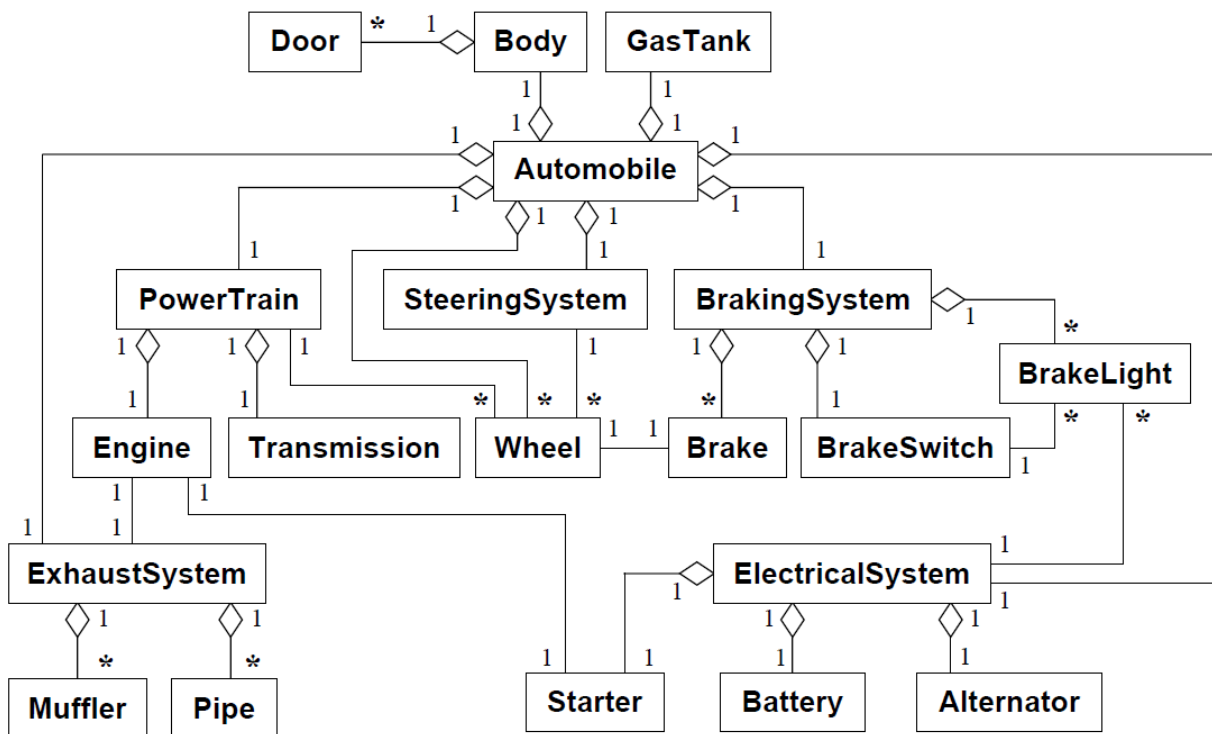 * 1
Door Body GasTank
1 1
1 1
1 1
Automobile
1 1 1 1
1 1 1
PowerTrain SteeringSystem BrakingSystem
1 1 1 1 1 1 1 *
BrakeLight
1 1 * * * * 1 * *
Engine Transmission Wheel 1 1 Brake BrakeSwitch 1
1 1
1 1 1
ExhaustSystem ElectricalSystem
1 1 1 1 1 1
* * 1 1 1 1
Muffler Pipe Starter Battery Alternator